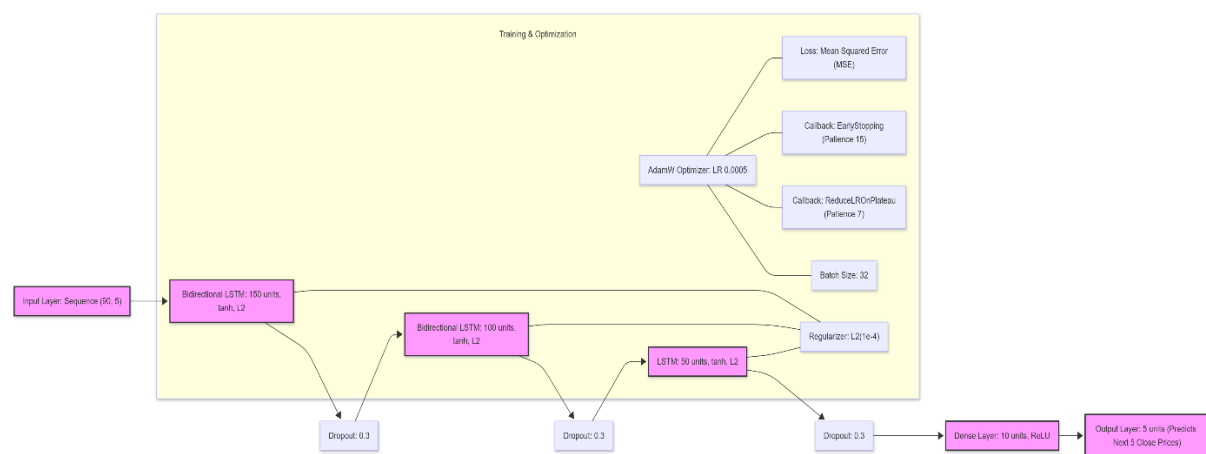 Training & Optimization
Loss: Mean Squared Error
(MSE)
Callback: EarlyStopping
(Patience 15)
AdamW Optimizer: LR 0.0005
Callback: ReduceLROnPlateau
(Patience 7)
Batch Size: 32
Input Layer: Sequence (90, 5)
Bidirectional LSTM: 150 units,
tanh, L2
Bidirectional LSTM: 100 units,
tanh, L2
Regularizer: L2(1e-4)
LSTM: 50 units, tanh, L2
Dropout: 0.3
Dropout: 0.3
Dropout: 0.3
Dense Layer: 10 units, ReLU
Output Layer: 5 units (Predicts
Next 5 Close Prices)